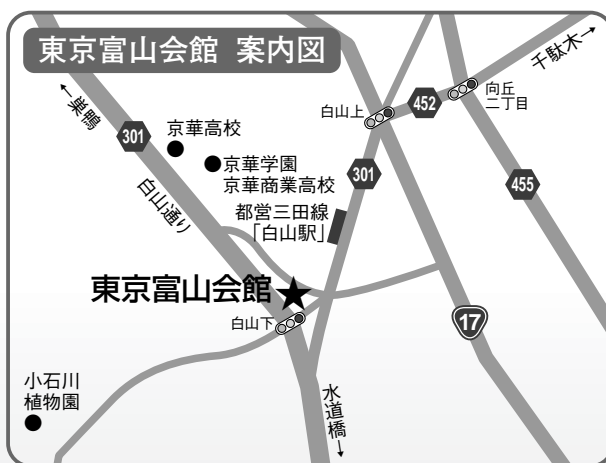 東京富山会館 案内図
千駄木→
←巣鴨
向丘
二丁目
白山上
452
301
京華高校
京華学園
京華商業高校
301
455
白山通り
都営三田線
「白山駅」
東京富山会館
白山下
17
小石川
植物園
水道橋→